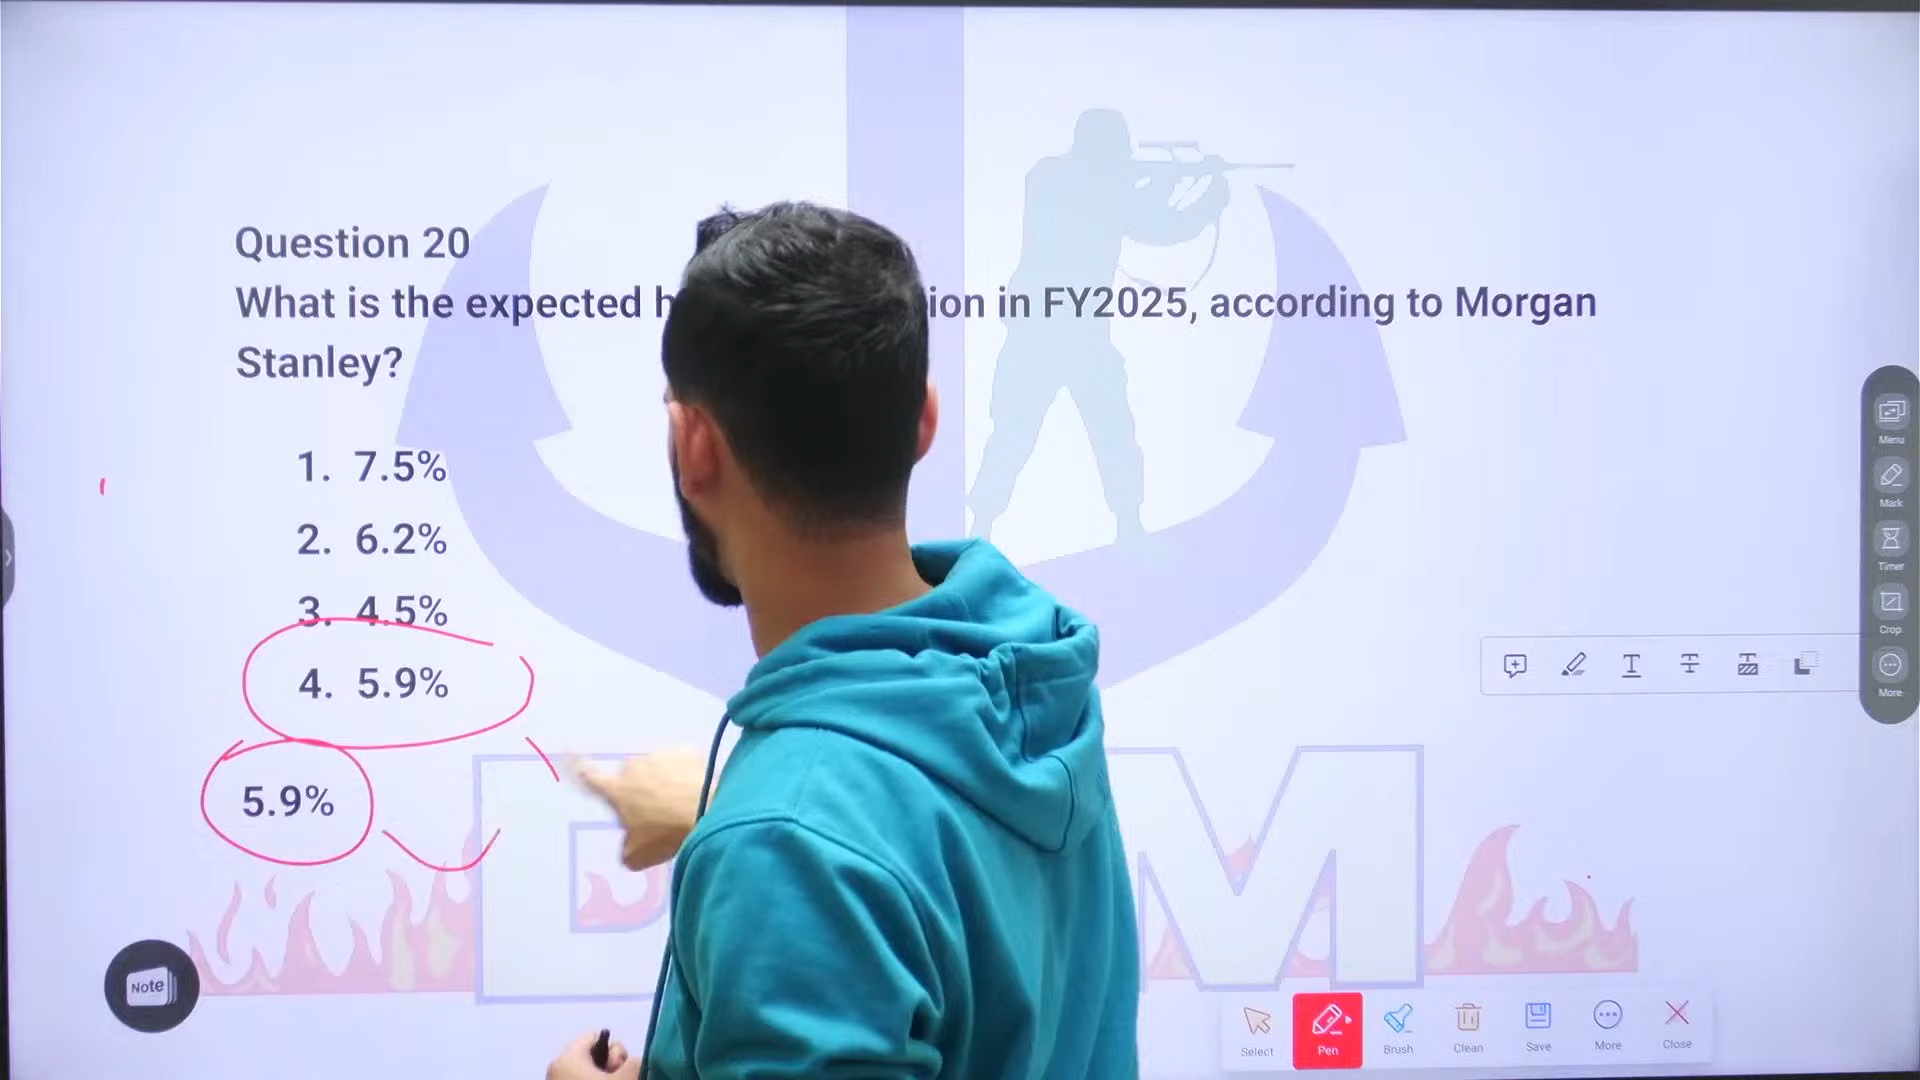 Question 20
What is the expected in FY2025, according to Morgan
Stanley?
1. 7.5%
2. 6.2%
3. 4.5%
4. 5.9%
5.9%
Menu
Mark
Timer
Crop
More
Note
Select
Pen
Brush
Clean
Save
More
Close